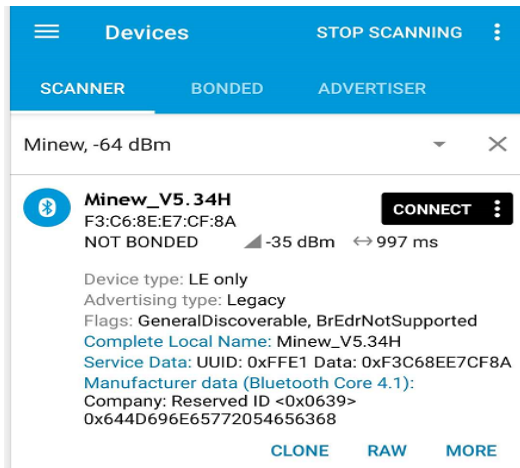 Devices STOP SCANNING
SCANNER BONDED ADVERTISER
Minew, -64 dBm
Minew_V5.34H
CONNECT
F3:C6:8E:E7:CF:8A
NOT BONDED -35 dBm 997 ms
Device type: LE only
Advertising type: Legacy
Flags: GeneralDiscoverable, BrEdrNotSupported
Complete Local Name: Minew_V5.34H
Service Data: UUID: 0xFFE1 Data: 0xF3C68EE7CF8A
Manufacturer data (Bluetooth Core 4.1):
Company: Reserved ID <0x0639>
0x644D696E65772054656368
CLONE RAW MORE